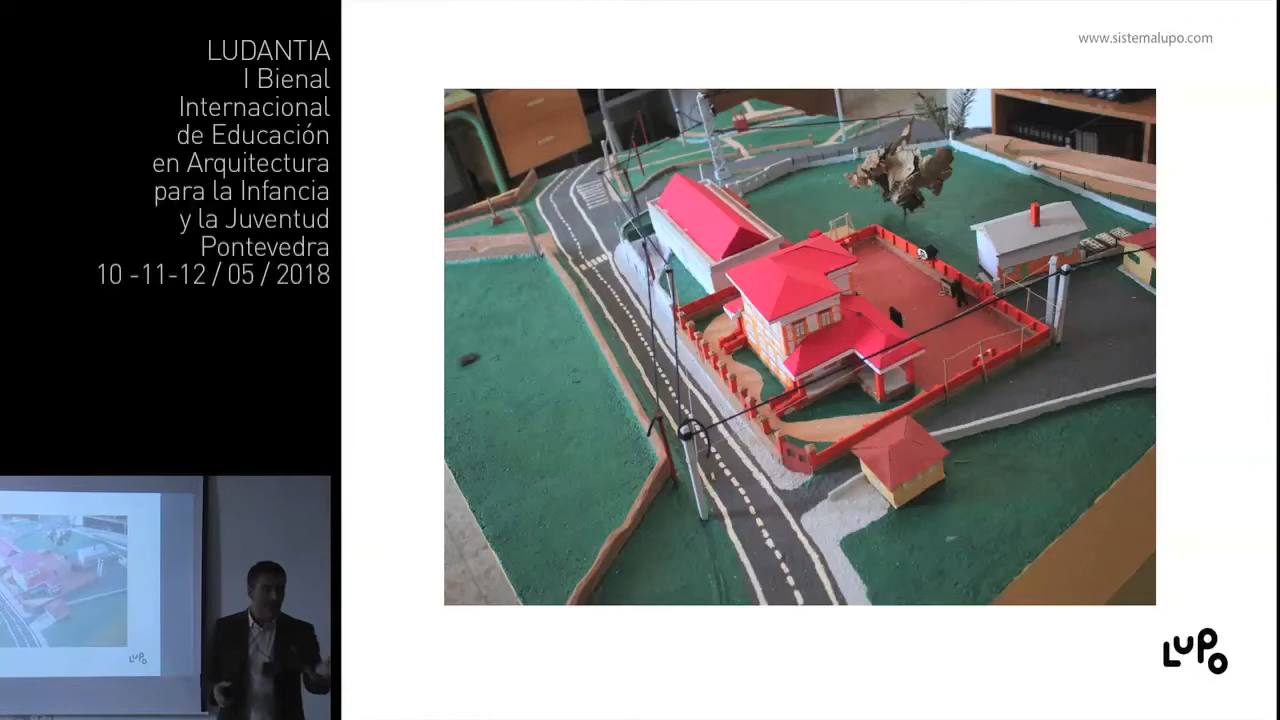 LUDANTIA
I Bienal
Internacional
de Educación
en Arquitectura
para la Infancia
y la Juventud
Pontevedra
10 -11-12 / 05 / 2018
www.sistemalupo.com
LUPO
LUPO